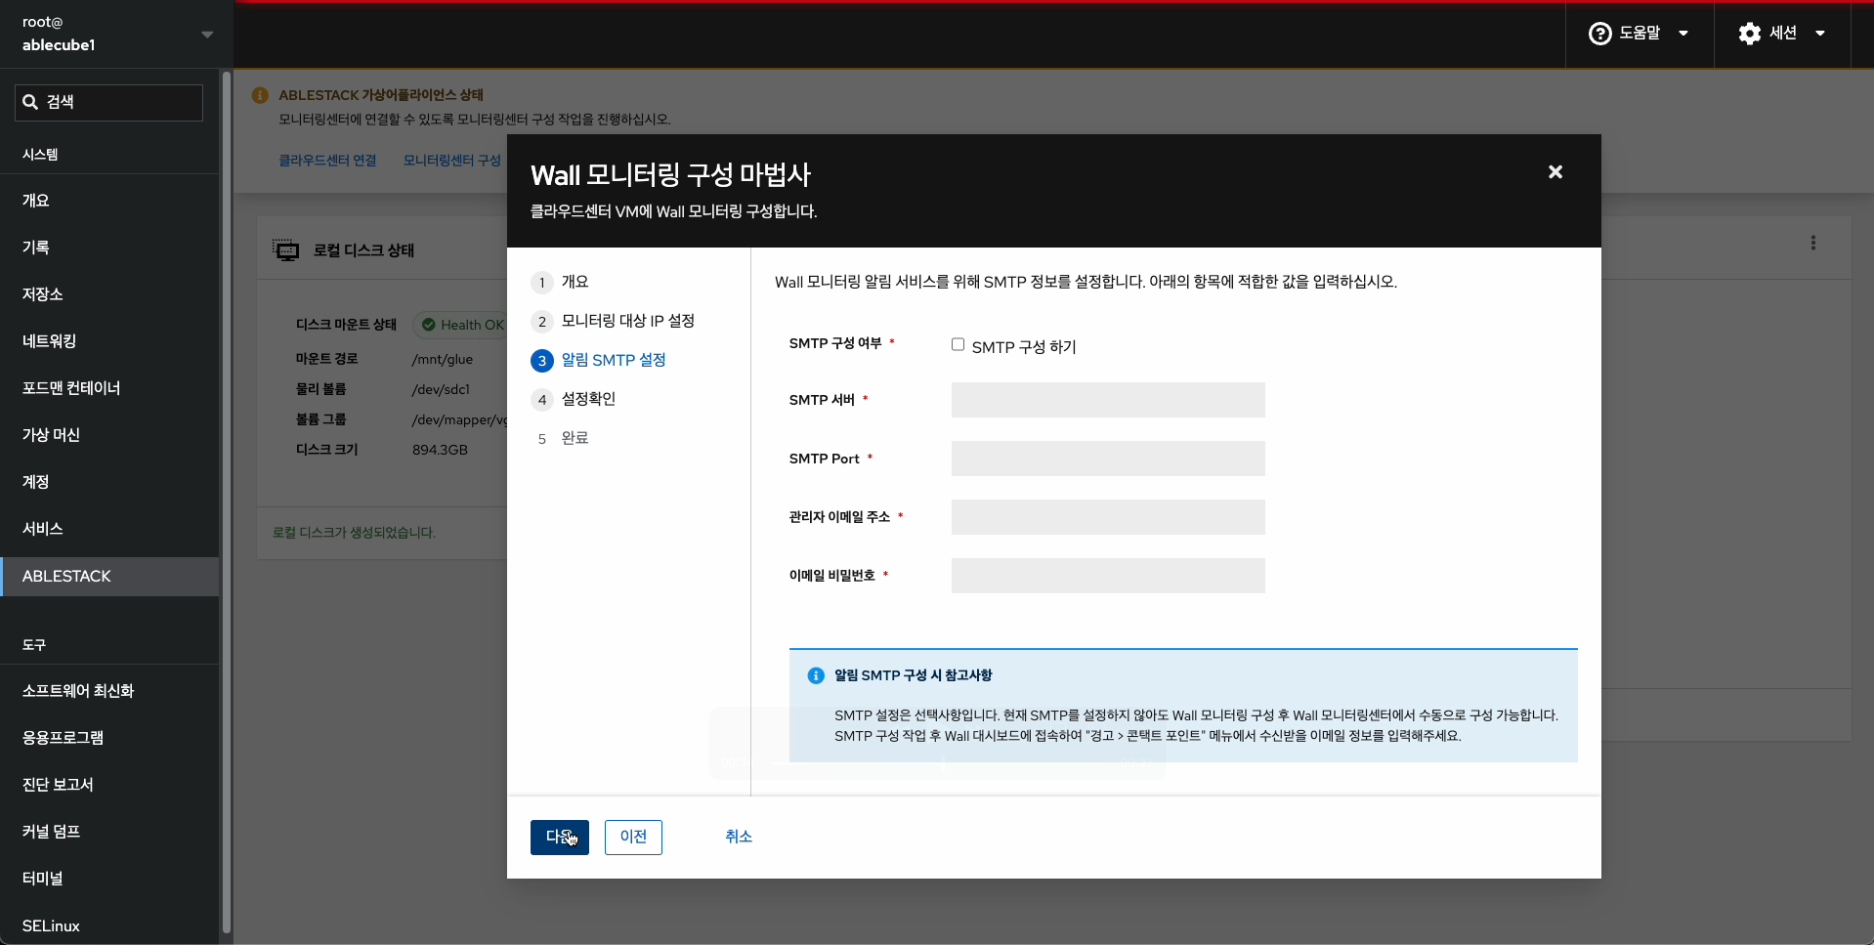 root@
ablecube1
도움말
세션
검색
시스템
개요
기록
저장소
네트워킹
포드맨 컨테이너
가상 머신
계정
서비스
ABLESTACK
도구
소프트웨어 최신화
응용프로그램
진단 보고서
커널 덤프
터미널
SELinux
ABLESTACK 가상어플라이언스 상태
모니터링센터에 연결할 수 있도록 모니터링센터 구성 작업을 진행하십시오.
클라우드센터 연결 모니터링센터 구성
로컬 디스크 상태
디스크 마운트 상태 Health OK
마운트 경로 /mnt/glue
물리 볼륨 /dev/sdc1
볼륨 그룹 /dev/mapper/vg
디스크 크기 894.3GB
로컬 디스크가 생성되었습니다.
Wall 모니터링 구성 마법사
클라우드센터 VM에 Wall 모니터링 구성합니다.
1 개요
2 모니터링 대상 IP 설정
3 알림 SMTP 설정
4 설정확인
5 완료
Wall 모니터링 알림 서비스를 위해 SMTP 정보를 설정합니다. 아래의 항목에 적합한 값을 입력하십시오.
SMTP 구성 여부 * SMTP 구성 하기
SMTP 서버 *
SMTP Port *
관리자 이메일 주소 *
이메일 비밀번호 *
알림 SMTP 구성 시 참고사항
SMTP 설정은 선택사항입니다. 현재 SMTP를 설정하지 않아도 Wall 모니터링 구성 후 Wall 모니터링센터에서 수동으로 구성 가능합니다.
SMTP 구성 작업 후 Wall 대시보드에 접속하여 "경고 > 콘택트 포인트" 메뉴에서 수신받을 이메일 정보를 입력해주세요.
다음 이전 취소